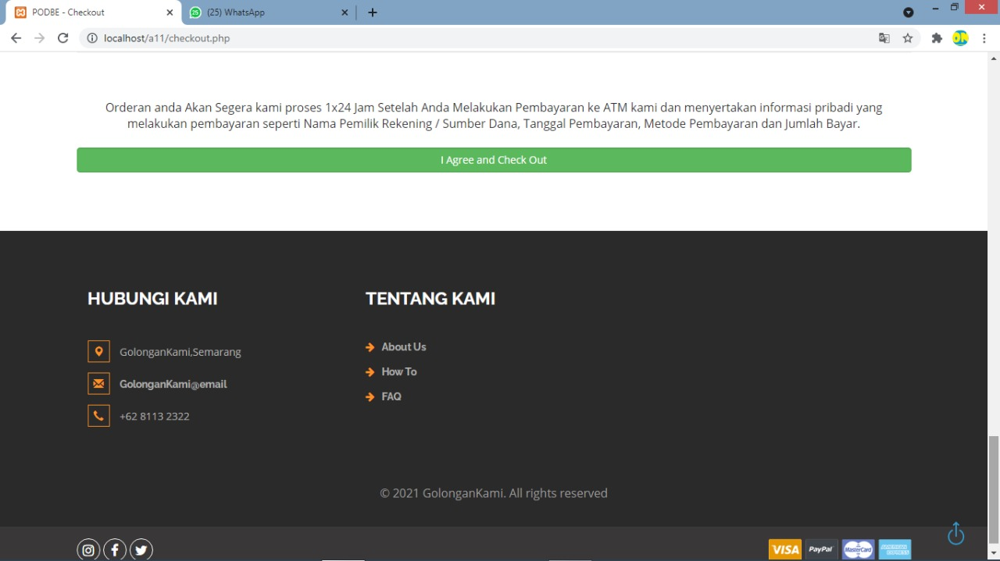 PODBE - Checkout
(25) WhatsApp
localhost/a11/checkout.php
Orderan anda Akan Segera kami proses 1x24 Jam Setelah Anda Melakukan Pembayaran ke ATM kami dan menyertakan informasi pribadi yang
melakukan pembayaran seperti Nama Pemilik Rekening / Sumber Dana, Tanggal Pembayaran, Metode Pembayaran dan Jumlah Bayar.
I Agree and Check Out
HUBUNGI KAMI
TENTANG KAMI
GolonganKami,Semarang
GolonganKami@email
+62 8113 2322
About Us
How To
FAQ
© 2021 GolonganKami. All rights reserved
VISA PayPal MasterCard AMERICAN EXPRESS